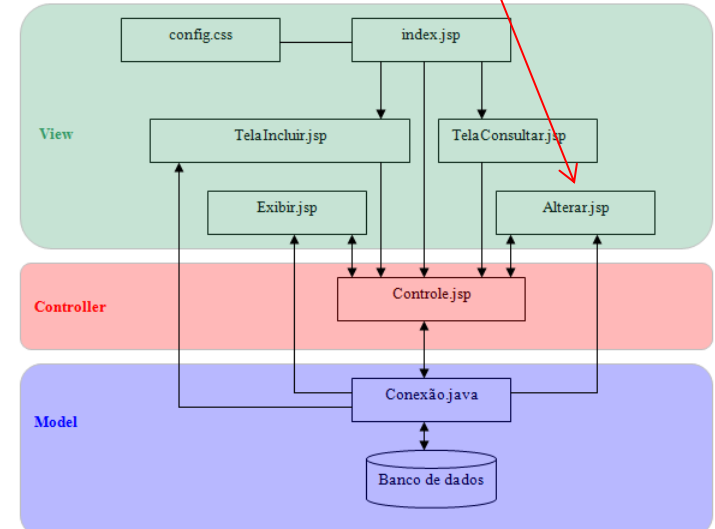 config.css
index.jsp
View
TelaIncluir.jsp
TelaConsultar.jsp
Exibir.jsp
Alterar.jsp
Controller
Controle.jsp
Conexão.java
Model
Banco de dados